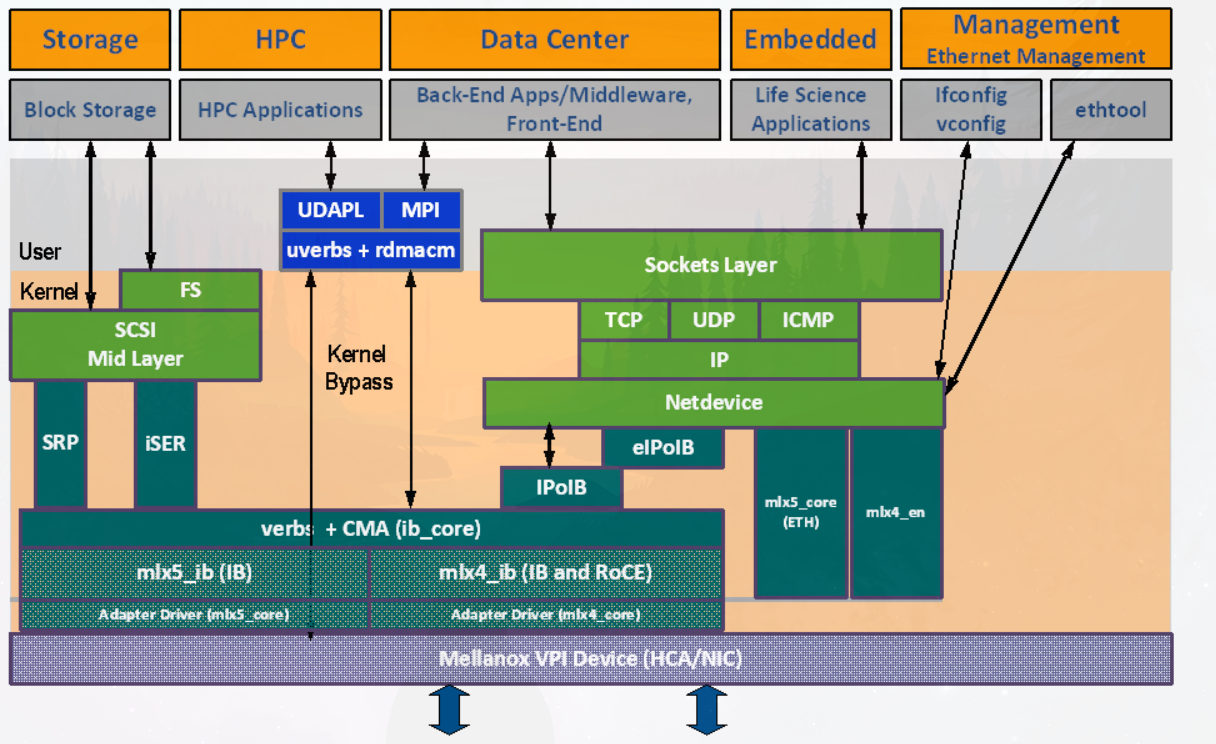 Storage
HPC
Data Center
Embedded
Management
Ethernet Management
Block Storage
HPC Applications
Back-End Apps/Middleware,
Front-End
Life Science
Applications
Ifconfig
vconfig
ethtool
UDAPL
MPI
uverbs + rdmacm
User
Kernel
FS
SCSI
Mid Layer
Sockets Layer
TCP
UDP
ICMP
IP
Kernel
Bypass
Netdevice
SRP
iSER
eIPoIB
IPoIB
mlx5_core
(ETH)
mlx4_en
verbs + CMA (ib_core)
mlx5_ib (IB)
mlx4_ib (IB and RoCE)
Adapter Driver (mlx5_core)
Adapter Driver (mlx4_core)
Mellanox VPI Device (HCA/NIC)